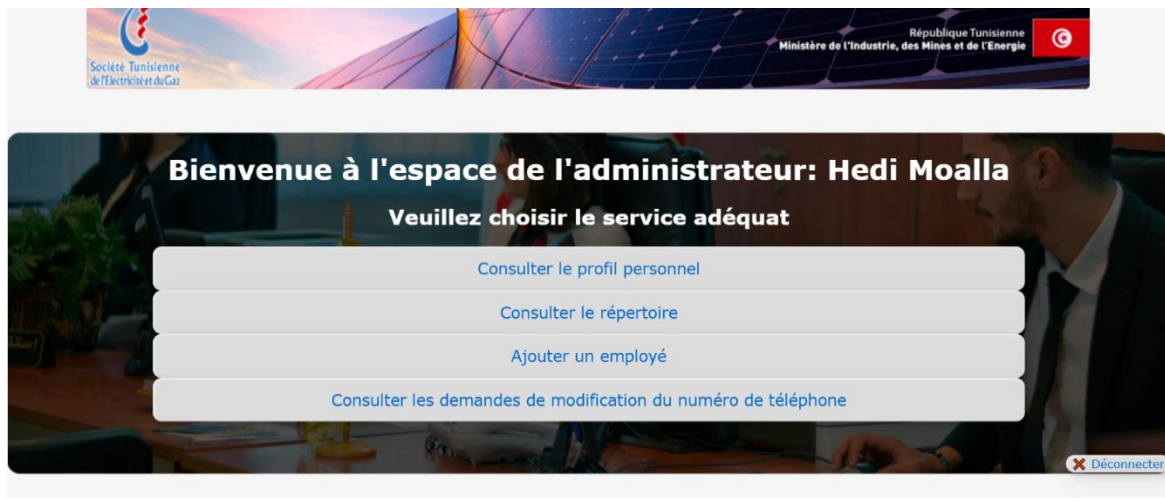 Société Tunisienne
de l'Electricité et du Gaz
République Tunisienne
Ministère de l'Industrie, des Mines et de l'Energie
Bienvenue à l'espace de l'administrateur: Hedi Moalla
Veuillez choisir le service adéquat
Consulter le profil personnel
Consulter le répertoire
Ajouter un employé
Consulter les demandes de modification du numéro de téléphone
Déconnecter